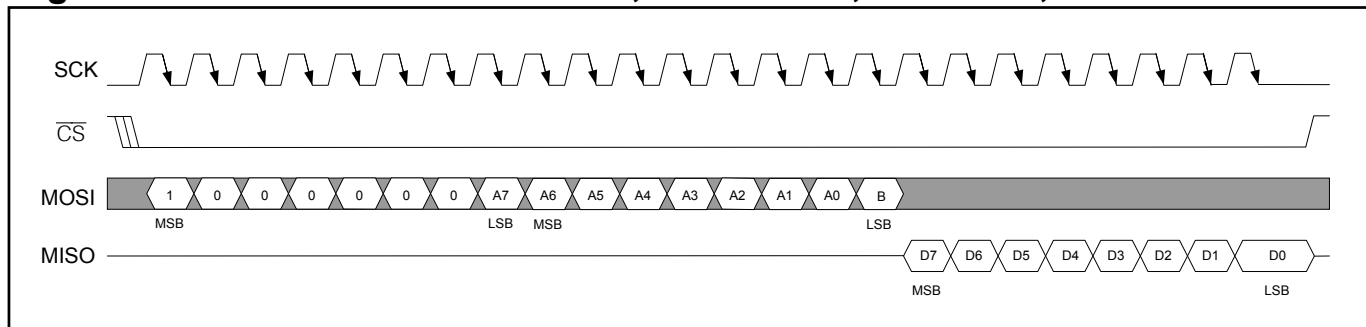 SCK
CS
MOSI 1 0 0 0 0 0 0 A7 A6 A5 A4 A3 A2 A1 A0 B
MSB LSB MSB LSB
MISO D7 D6 D5 D4 D3 D2 D1 D0
MSB LSB